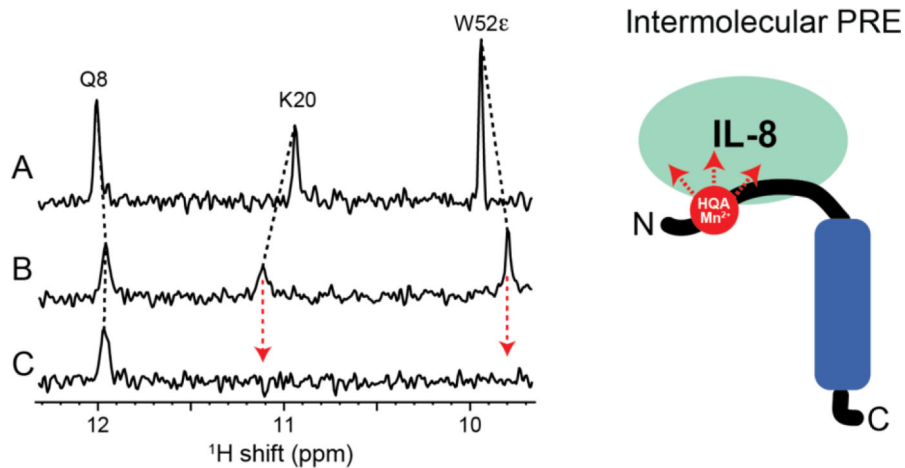 W52ε
Q8
K20
A
B
C
12
11
10
¹H shift (ppm)
Intermolecular PRE
IL-8
HQA
Mn²⁺
N
C